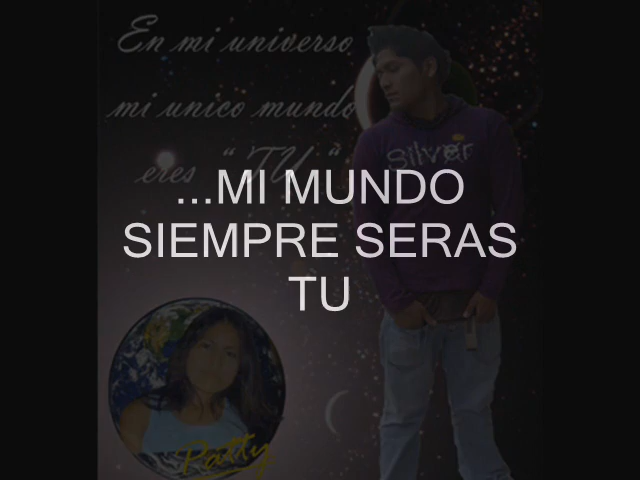 En mi universo
mi unico mundo
eres "TU"
silver
...MI MUNDO
SIEMPRE SERAS
TU
Patty